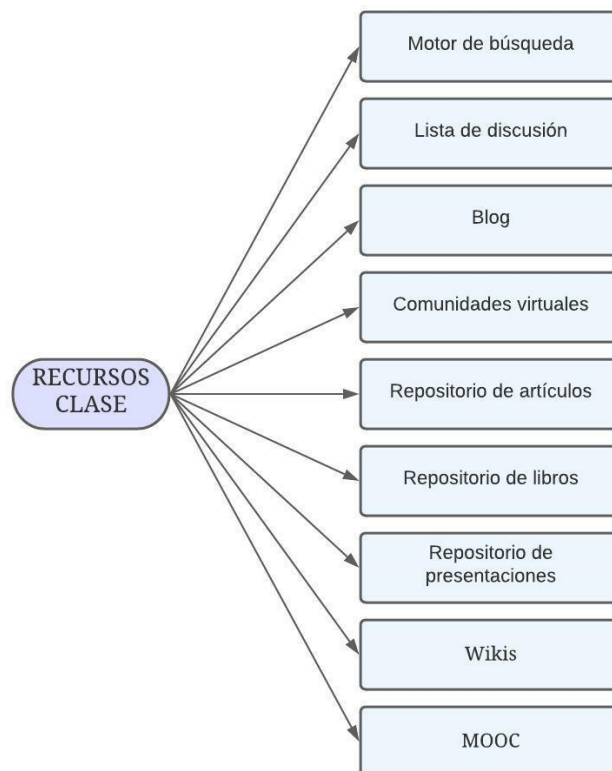 Motor de búsqueda
Lista de discusión
Blog
Comunidades virtuales
RECURSOS
CLASE
Repositorio de artículos
Repositorio de libros
Repositorio de
presentaciones
Wikis
MOOC